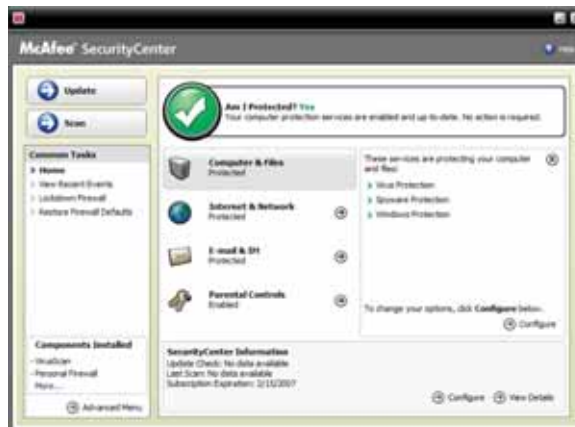 McAfee SecurityCenter
Help
Update
Scan
Common Tasks
Home
View Recent Events
Lockdown Firewall
Restore Firewall Defaults
Components Installed
- VirusScan
- Personal Firewall
More...
Advanced Menu
Am I Protected? Yes
Your computer protection services are enabled and up-to-date. No action is required.
Computer & Files
Protected
Internet & Network
Protected
E-mail & IM
Protected
Parental Controls
Enabled
These services are protecting your computer
and files:
Virus Protection
Spyware Protection
Windows Protection
To change your options, click Configure below.
Configure
SecurityCenter Information
Update Check: No data available
Last Scan: No data available
Subscription Expiration: 2/15/2007
Configure
View Details